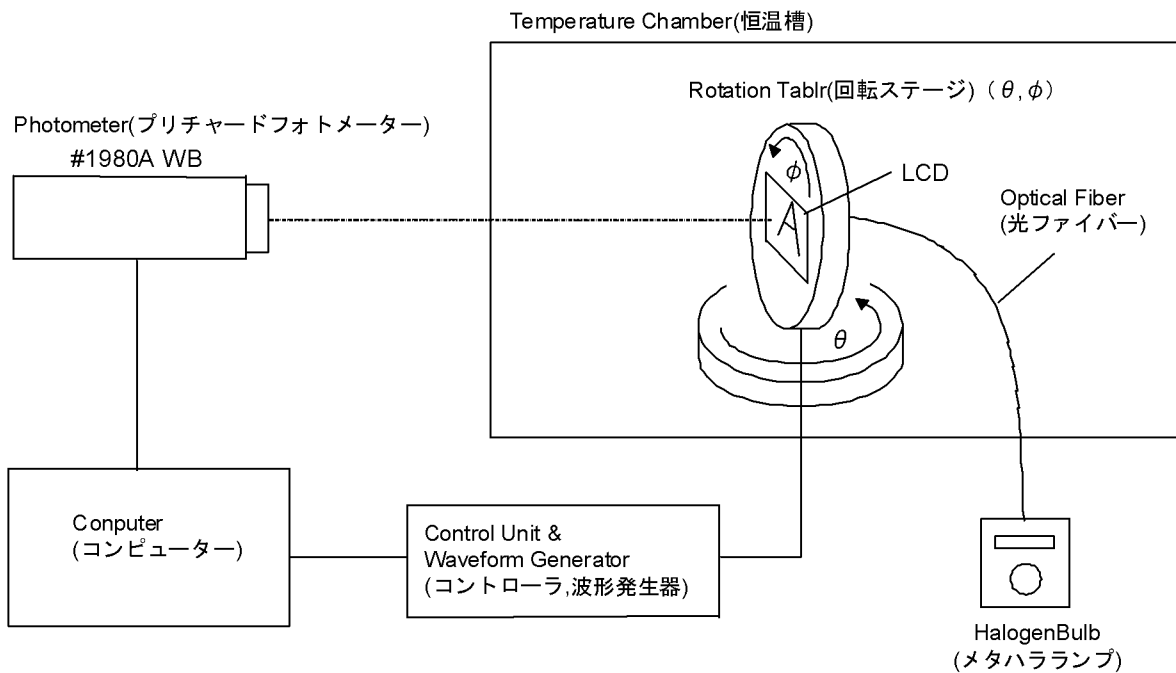 Temperature Chamber(恒温槽)
Rotation Tablr(回転ステージ)(θ,φ)
Photometer(プリチャードフォトメーター)
#1980A WB
φ
LCD
A
Optical Fiber
(光ファイバー)
θ
Conputer
(コンピューター)
Control Unit &
Waveform Generator
(コントローラ,波形発生器)
HalogenBulb
(メタハラランプ)